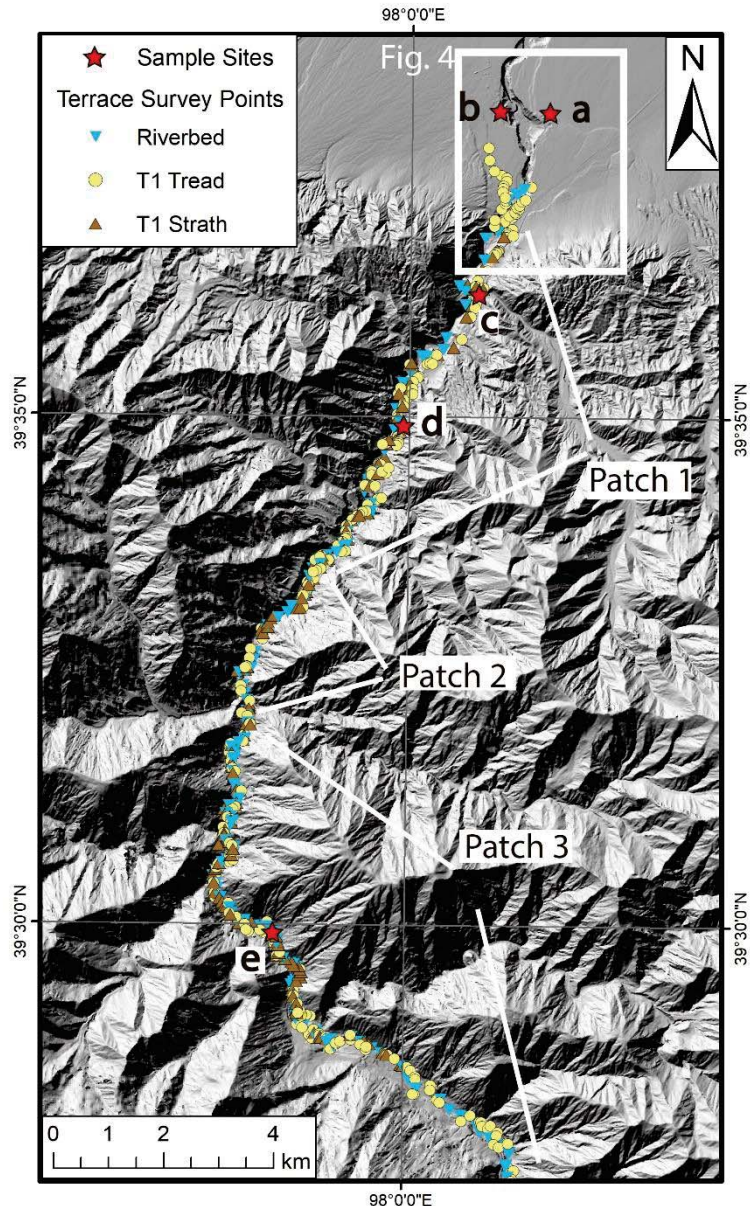 98°0'0"E
Fig. 4
N
Sample Sites
Terrace Survey Points
Riverbed
T1 Tread
T1 Strath
b
a
c
39°35'0"N
39°35'0"N
d
Patch 1
Patch 2
Patch 3
39°30'0"N
39°30'0"N
e
0 1 2 3 4
km
98°0'0"E